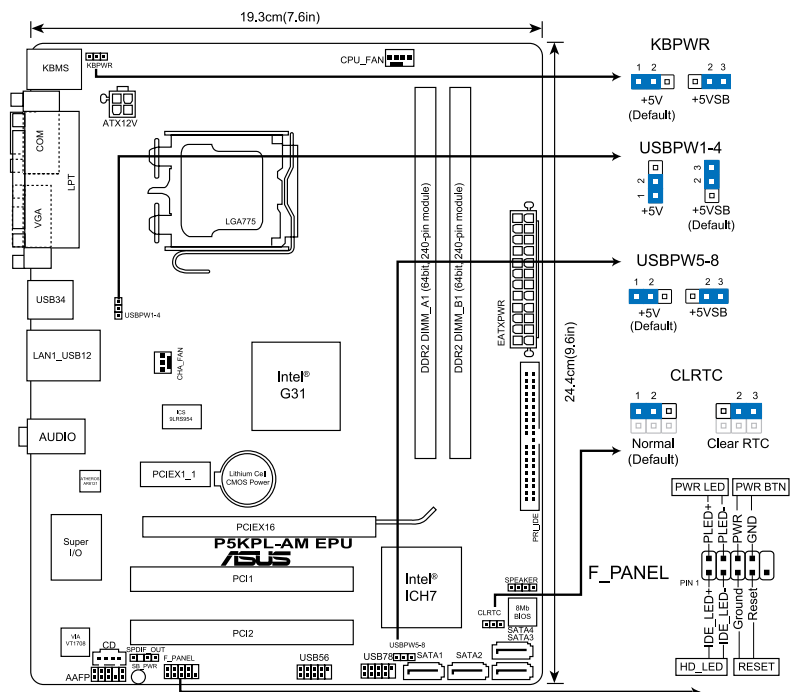 19.3cm(7.6in)
KBMS
KBPWR
CPU_FAN
ATX12V
COM
LPT
VGA
LGA775
DDR2 DIMM_A1 (64bit, 240-pin module)
DDR2 DIMM_B1 (64bit, 240-pin module)
EATXPWR
24.4cm(9.6in)
USB34
USBPW1-4
LAN1_USB12
CHA_FAN
Intel®
G31
ICS
9LRS954
AUDIO
PCIEX1_1
Lithium Cell
CMOS Power
ATHEROS
AR8121
PRI_IDE
PCIEX16
P5KPL-AM EPU
ASUS
Super
I/O
PCI1
Intel®
ICH7
SPEAKER
CLRTC
8Mb
BIOS
PCI2
VIA
VT1708
CD
SPDIF_OUT
SB_PWR
AAFP
F_PANEL
USB56
USBPW5-8
USB78
SATA1
SATA2
SATA4
SATA3
KBPWR
1 2
2 3
+5V
(Default)
+5VSB
USBPW1-4
2
1
3
2
+5V
+5VSB
(Default)
USBPW5-8
1 2
2 3
+5V
(Default)
+5VSB
CLRTC
1 2
2 3
Normal
(Default)
Clear RTC
F_PANEL
PWR LED
PWR BTN
PLED+
PLED-
PWR
GND
PIN 1
IDE_LED+
IDE_LED-
Ground
Reset
HD_LED
RESET